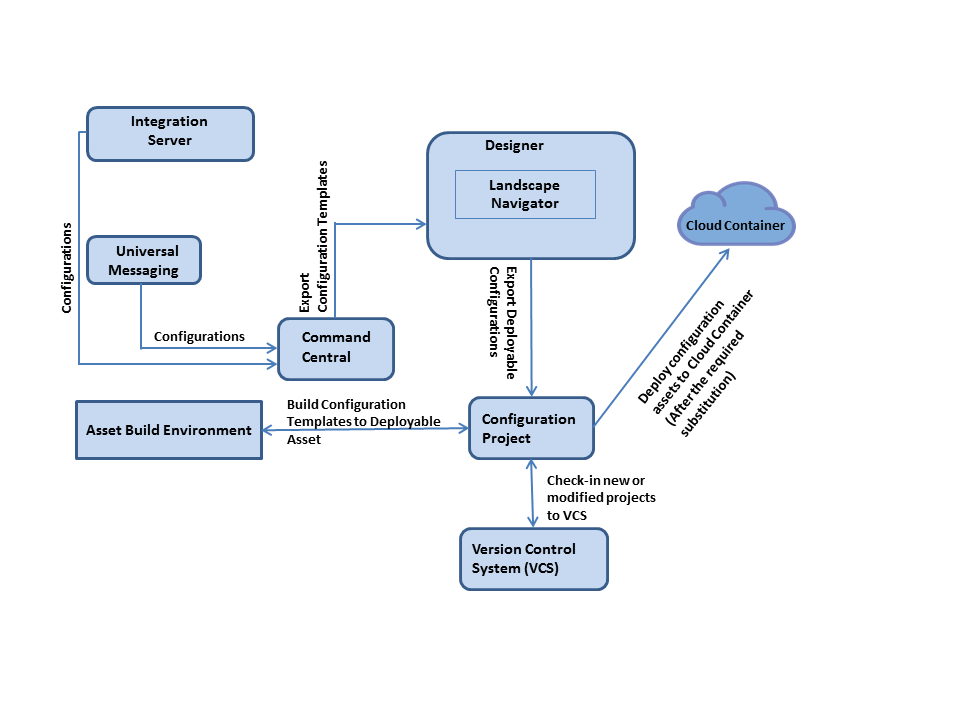 Integration
Server
Designer
Landscape
Navigator
Cloud Container
Universal
Messaging
Configurations
Export
Configuration Templates
Configurations
Command
Central
Export Deployable
Configurations
Deploy configuration
assets to Cloud Container
(After the required
substitution)
Asset Build Environment
Build Configuration
Templates to Deployable
Asset
Configuration
Project
Check-in new or
modified projects
to VCS
Version Control
System (VCS)